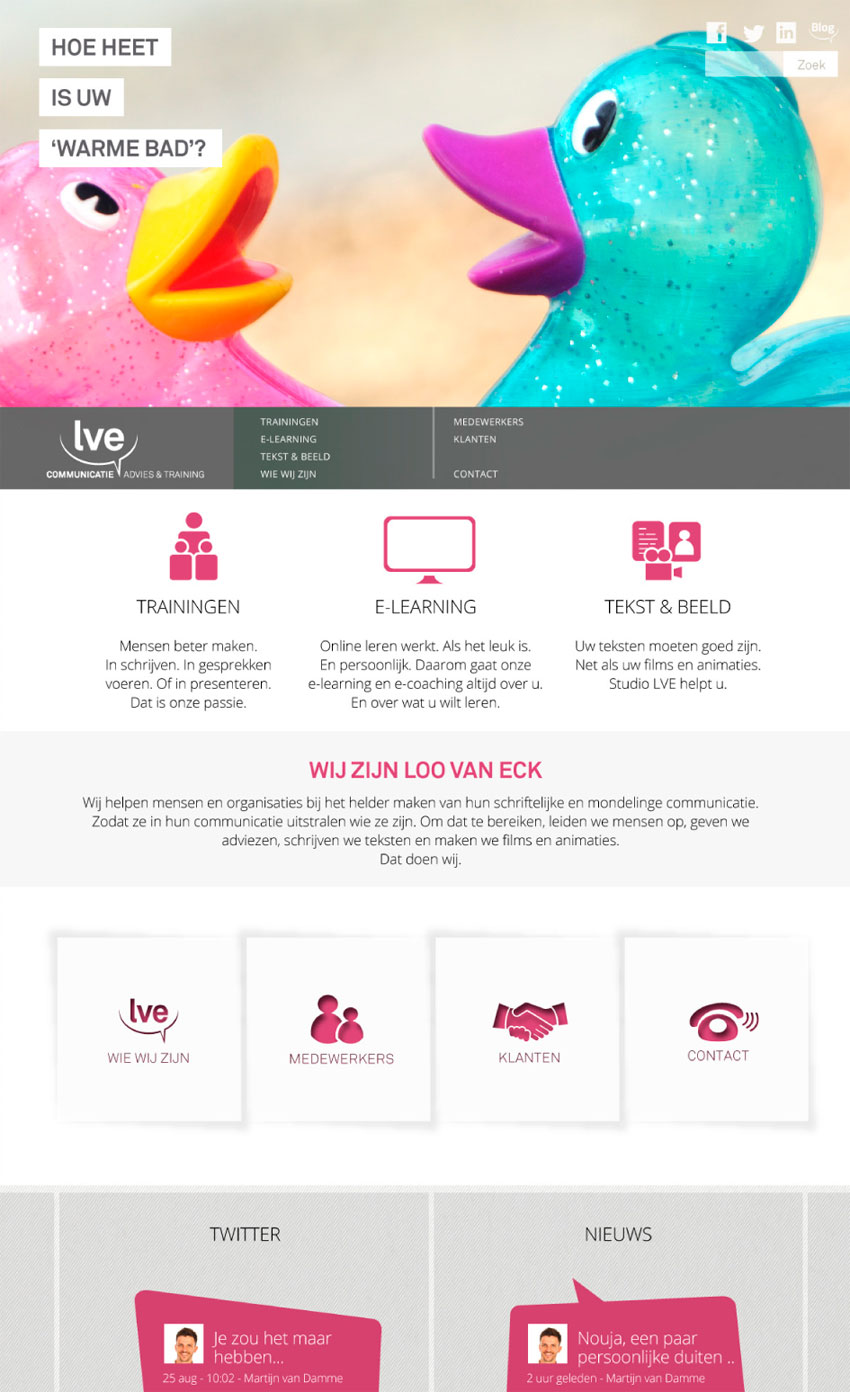 HOE HEET
IS UW
‘WARME BAD’?
f
in
Blog
Zoek
lve
COMMUNICATIE ADVIES & TRAINING
TRAININGEN
E-LEARNING
TEKST & BEELD
WIE WIJ ZIJN
MEDEWERKERS
KLANTEN
CONTACT
TRAININGEN
Mensen beter maken.
In schrijven. In gesprekken
voeren. Of in presenteren.
Dat is onze passie.
E-LEARNING
Online leren werkt. Als het leuk is.
En persoonlijk. Daarom gaat onze
e-learning en e-coaching altijd over u.
En over wat u wilt leren.
TEKST & BEELD
Uw teksten moeten goed zijn.
Net als uw films en animaties.
Studio LVE helpt u.
WIJ ZIJN LOO VAN ECK
Wij helpen mensen en organisaties bij het helder maken van hun schriftelijke en mondelinge communicatie.
Zodat ze in hun communicatie uitstralen wie ze zijn. Om dat te bereiken, leiden we mensen op, geven we
adviezen, schrijven we teksten en maken we films en animaties.
Dat doen wij.
lve
WIE WIJ ZIJN
MEDEWERKERS
KLANTEN
CONTACT
TWITTER
Je zou het maar
hebben...
25 aug - 10:02 - Martijn van Damme
NIEUWS
Nouja, een paar
persoonlijke duiten ..
2 uur geleden - Martijn van Damme